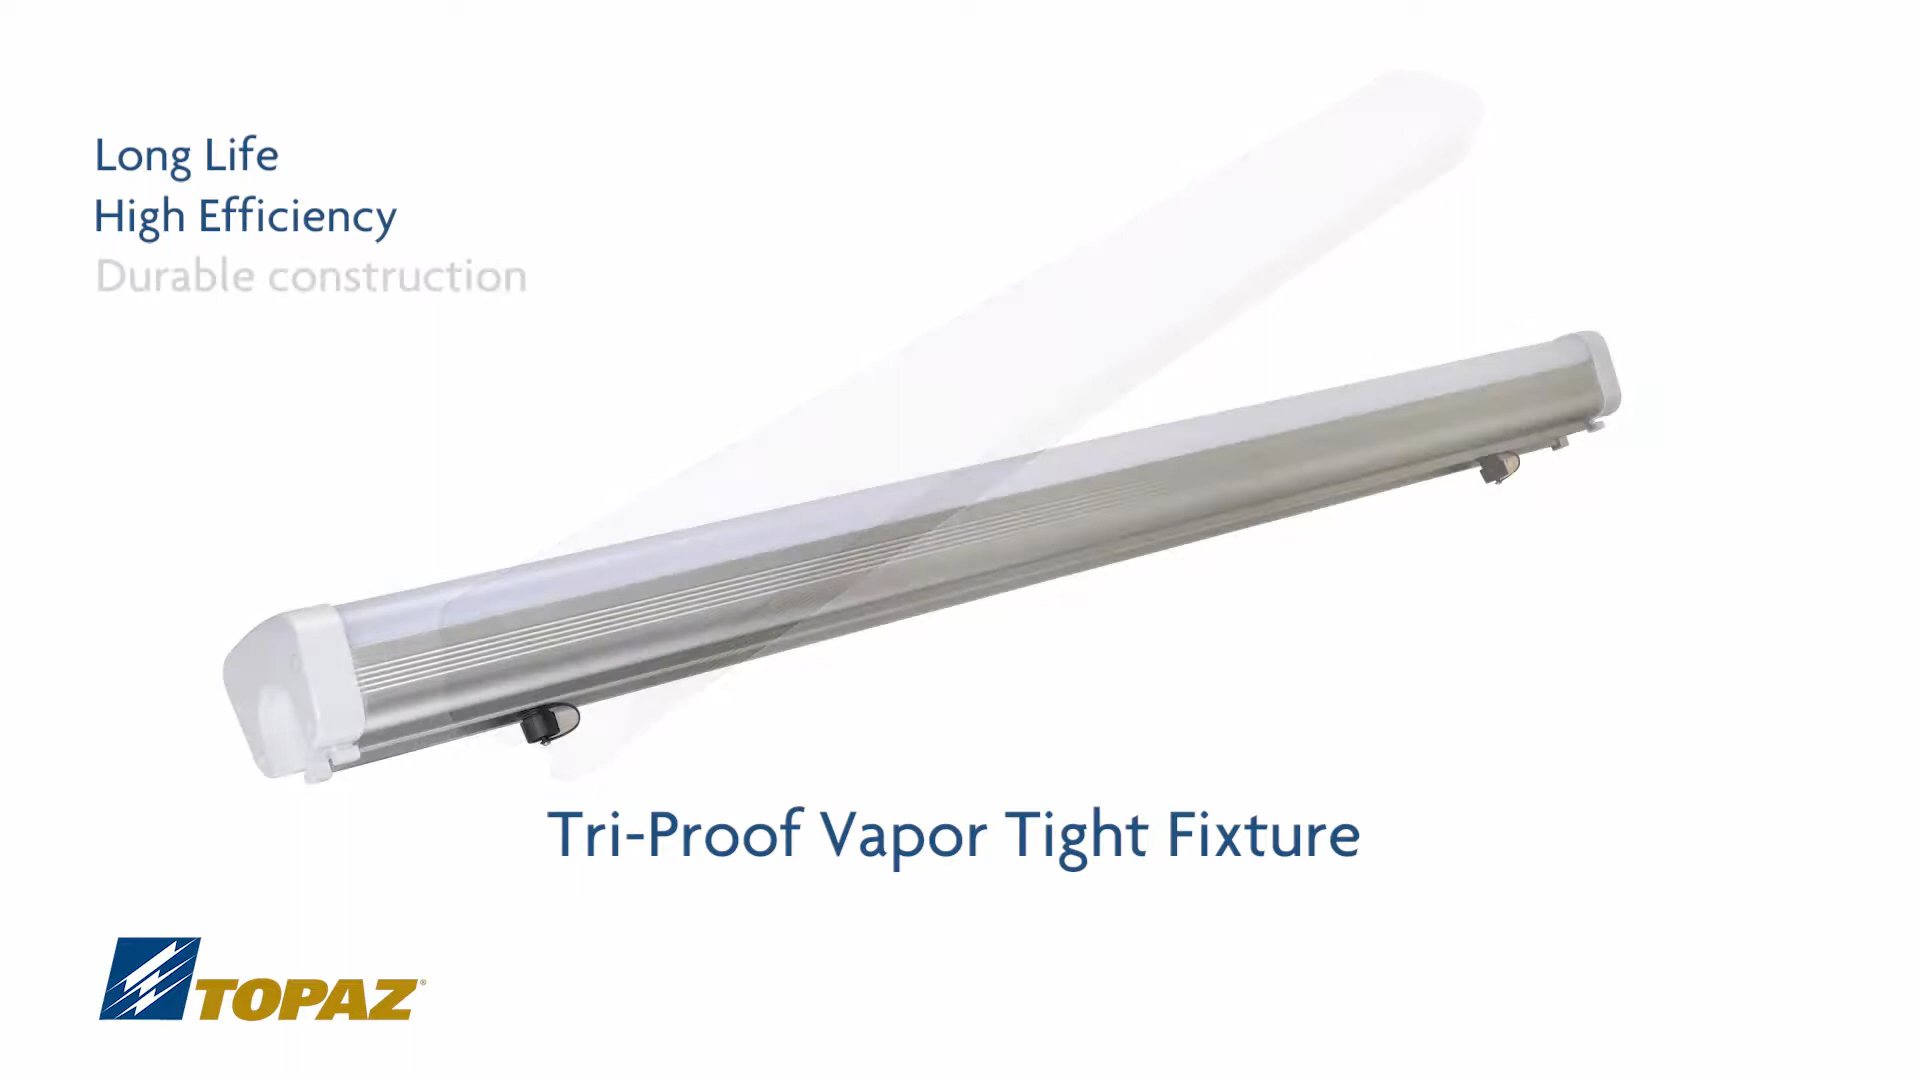 Long Life
High Efficiency
Durable construction
Tri-Proof Vapor Tight Fixture
TOPAZ®